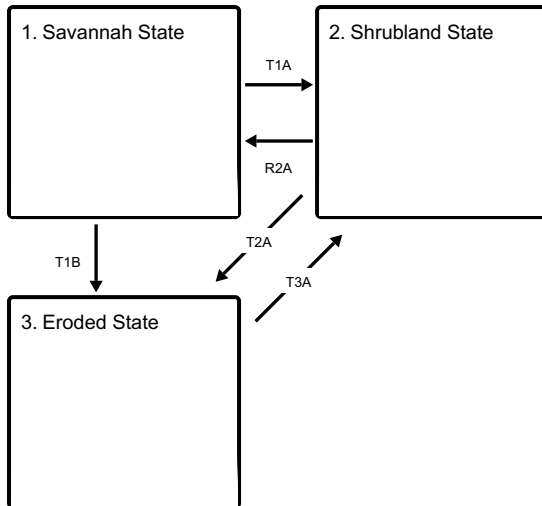 1. Savannah State
2. Shrubland State
T1A
R2A
T2A
T1B
T3A
3. Eroded State